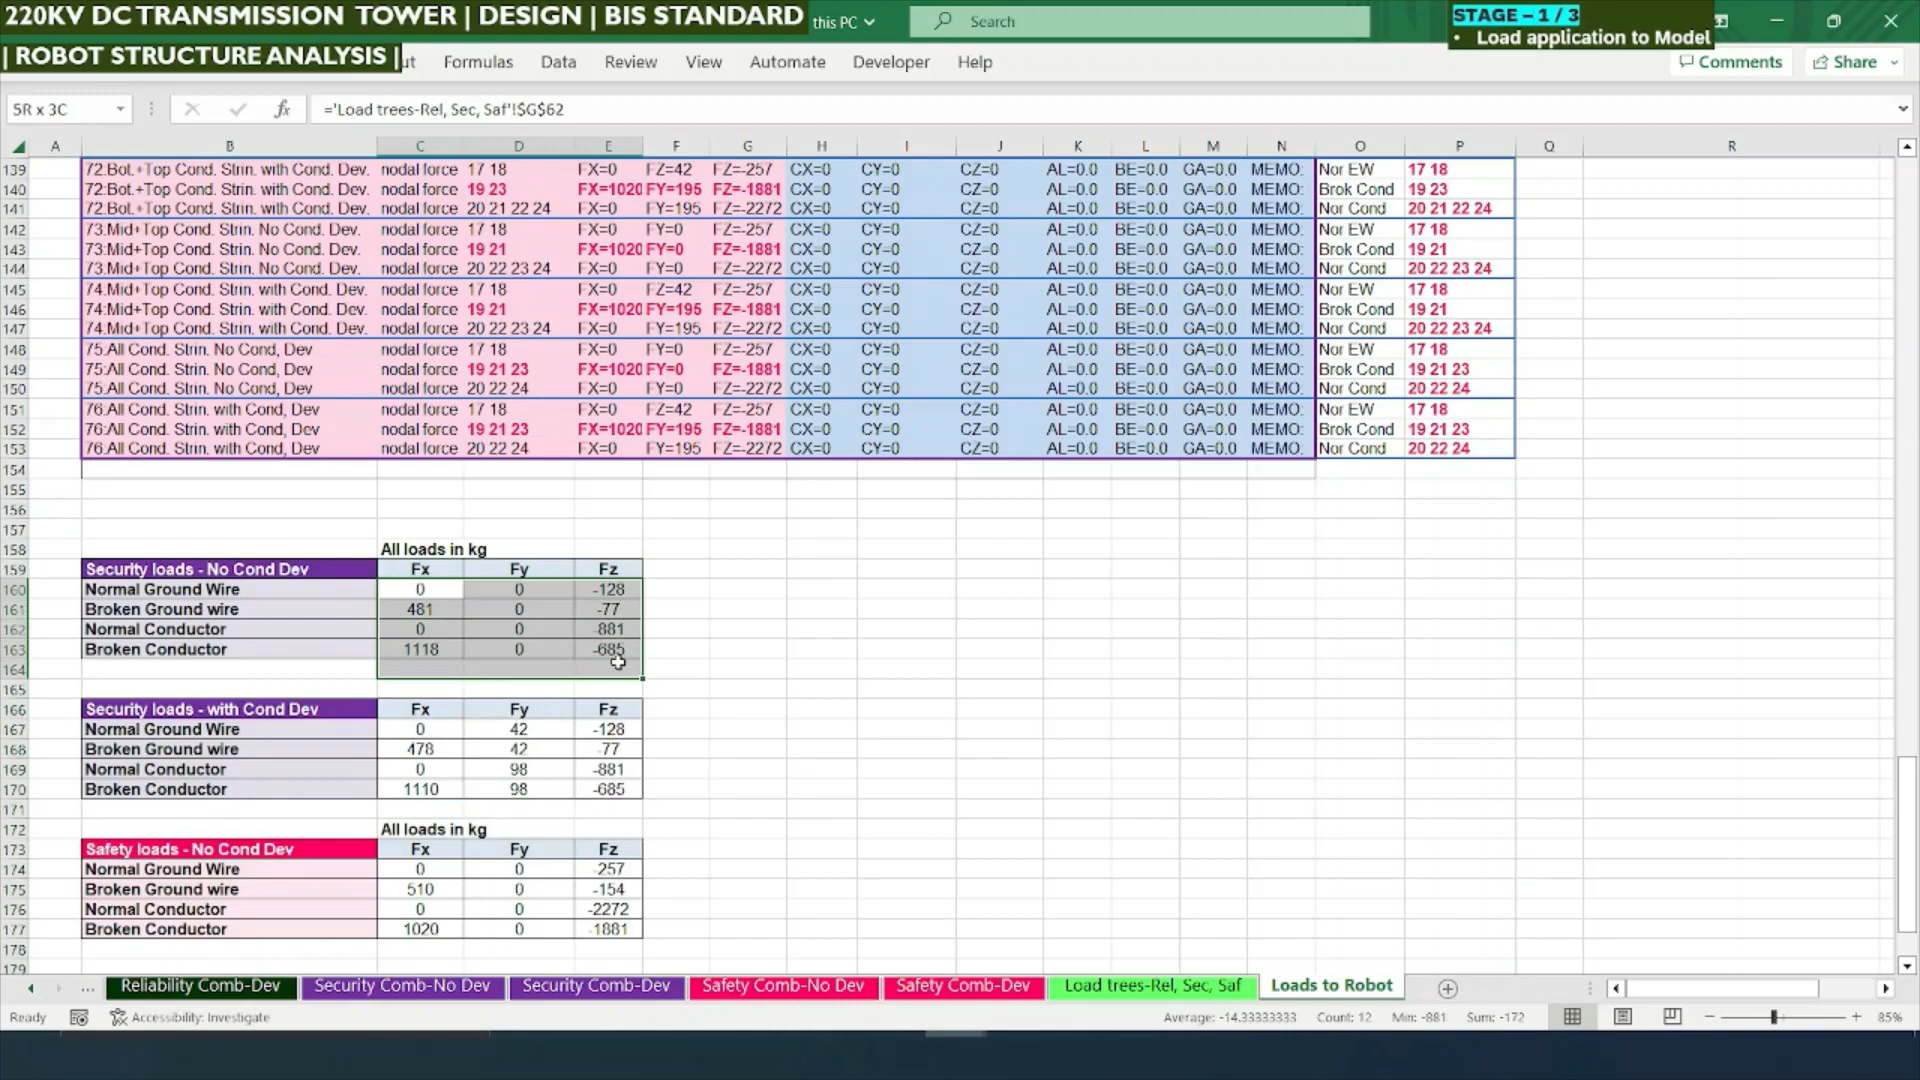 220KV DC TRANSMISSION TOWER | DESIGN | BIS STANDARD
| ROBOT STRUCTURE ANALYSIS |
this PC
Search
STAGE – 1 / 3
• Load application to Model
ut Formulas Data Review View Automate Developer Help
Comments Share
5R x 3C fx ='Load trees-Rel, Sec, Saf'!$G$62
A B C D E F G H I J K L M N O P Q R
139 72:Bot.+Top Cond. Strin. with Cond. Dev. nodal force 17 18 FX=0 FZ=42 FZ=-257 CX=0 CY=0 CZ=0 AL=0.0 BE=0.0 GA=0.0 MEMO: Nor EW 17 18
140 72:Bot.+Top Cond. Strin. with Cond. Dev. nodal force 19 23 FX=1020 FY=195 FZ=-1881 CX=0 CY=0 CZ=0 AL=0.0 BE=0.0 GA=0.0 MEMO: Brok Cond 19 23
141 72:Bot.+Top Cond. Strin. with Cond. Dev. nodal force 20 21 22 24 FX=0 FY=195 FZ=-2272 CX=0 CY=0 CZ=0 AL=0.0 BE=0.0 GA=0.0 MEMO: Nor Cond 20 21 22 24
142 73:Mid+Top Cond. Strin. No Cond. Dev. nodal force 17 18 FX=0 FY=0 FZ=-257 CX=0 CY=0 CZ=0 AL=0.0 BE=0.0 GA=0.0 MEMO: Nor EW 17 18
143 73:Mid+Top Cond. Strin. No Cond. Dev. nodal force 19 21 FX=1020 FY=0 FZ=-1881 CX=0 CY=0 CZ=0 AL=0.0 BE=0.0 GA=0.0 MEMO: Brok Cond 19 21
144 73:Mid+Top Cond. Strin. No Cond. Dev. nodal force 20 22 23 24 FX=0 FY=0 FZ=-2272 CX=0 CY=0 CZ=0 AL=0.0 BE=0.0 GA=0.0 MEMO: Nor Cond 20 22 23 24
145 74:Mid+Top Cond. Strin. with Cond. Dev. nodal force 17 18 FX=0 FZ=42 FZ=-257 CX=0 CY=0 CZ=0 AL=0.0 BE=0.0 GA=0.0 MEMO: Nor EW 17 18
146 74:Mid+Top Cond. Strin. with Cond. Dev. nodal force 19 21 FX=1020 FY=195 FZ=-1881 CX=0 CY=0 CZ=0 AL=0.0 BE=0.0 GA=0.0 MEMO: Brok Cond 19 21
147 74:Mid+Top Cond. Strin. with Cond. Dev. nodal force 20 22 23 24 FX=0 FY=195 FZ=-2272 CX=0 CY=0 CZ=0 AL=0.0 BE=0.0 GA=0.0 MEMO: Nor Cond 20 22 23 24
148 75:All Cond. Strin. No Cond, Dev nodal force 17 18 FX=0 FY=0 FZ=-257 CX=0 CY=0 CZ=0 AL=0.0 BE=0.0 GA=0.0 MEMO: Nor EW 17 18
149 75:All Cond. Strin. No Cond, Dev nodal force 19 21 23 FX=1020 FY=0 FZ=-1881 CX=0 CY=0 CZ=0 AL=0.0 BE=0.0 GA=0.0 MEMO: Brok Cond 19 21 23
150 75:All Cond. Strin. No Cond, Dev nodal force 20 22 24 FX=0 FY=0 FZ=-2272 CX=0 CY=0 CZ=0 AL=0.0 BE=0.0 GA=0.0 MEMO: Nor Cond 20 22 24
151 76:All Cond. Strin. with Cond, Dev nodal force 17 18 FX=0 FZ=42 FZ=-257 CX=0 CY=0 CZ=0 AL=0.0 BE=0.0 GA=0.0 MEMO: Nor EW 17 18
152 76:All Cond. Strin. with Cond, Dev nodal force 19 21 23 FX=1020 FY=195 FZ=-1881 CX=0 CY=0 CZ=0 AL=0.0 BE=0.0 GA=0.0 MEMO: Brok Cond 19 21 23
153 76:All Cond. Strin. with Cond, Dev nodal force 20 22 24 FX=0 FY=195 FZ=-2272 CX=0 CY=0 CZ=0 AL=0.0 BE=0.0 GA=0.0 MEMO: Nor Cond 20 22 24
154
155
156
157
158 All loads in kg
159 Security loads - No Cond Dev Fx Fy Fz
160 Normal Ground Wire 0 0 -128
161 Broken Ground wire 481 0 -77
162 Normal Conductor 0 0 -881
163 Broken Conductor 1118 0 -685
164
165
166 Security loads - with Cond Dev Fx Fy Fz
167 Normal Ground Wire 0 42 -128
168 Broken Ground wire 478 42 -77
169 Normal Conductor 0 98 -881
170 Broken Conductor 1110 98 -685
171
172 All loads in kg
173 Safety loads - No Cond Dev Fx Fy Fz
174 Normal Ground Wire 0 0 -257
175 Broken Ground wire 510 0 -154
176 Normal Conductor 0 0 -2272
177 Broken Conductor 1020 0 -1881
178
179
... Reliability Comb-Dev Security Comb-No Dev Security Comb-Dev Safety Comb-No Dev Safety Comb-Dev Load trees-Rel, Sec, Saf Loads to Robot
Ready Accessibility: Investigate Average: -14.33333333 Count: 12 Min: -881 Sum: -172 85%